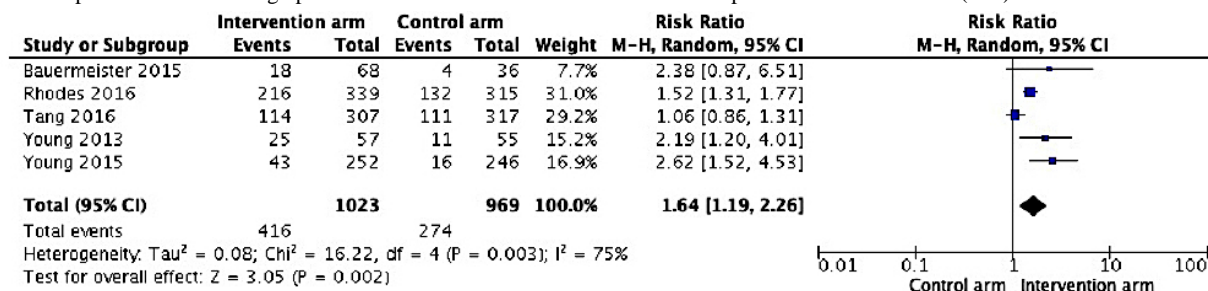 Intervention arm Control arm Risk Ratio Risk Ratio
Study or Subgroup Events Total Events Total Weight M-H, Random, 95% CI M-H, Random, 95% CI
Bauermeister 2015 18 68 4 36 7.7% 2.38 [0.87, 6.51]
Rhodes 2016 216 339 132 315 31.0% 1.52 [1.31, 1.77]
Tang 2016 114 307 111 317 29.2% 1.06 [0.86, 1.31]
Young 2013 25 57 11 55 15.2% 2.19 [1.20, 4.01]
Young 2015 43 252 16 246 16.9% 2.62 [1.52, 4.53]
Total (95% CI) 1023 969 100.0% 1.64 [1.19, 2.26]
Total events 416 274
Heterogeneity: Tau² = 0.08; Chi² = 16.22, df = 4 (P = 0.003); I² = 75%
Test for overall effect: Z = 3.05 (P = 0.002)
0.01 0.1 1 10 100
Control arm Intervention arm